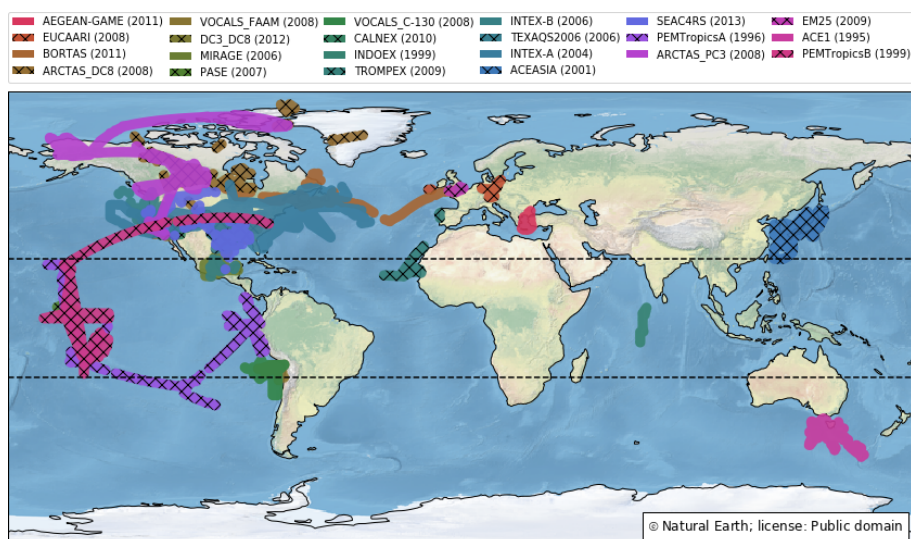 AEGEAN-GAME (2011)
EUCAARI (2008)
BORTAS (2011)
ARCTAS_DC8 (2008)
VOCALS_FAAM (2008)
DC3_DC8 (2012)
MIRAGE (2006)
PASE (2007)
VOCALS_C-130 (2008)
CALNEX (2010)
INDOEX (1999)
TROMPEX (2009)
INTEX-B (2006)
TEXAQS2006 (2006)
INTEX-A (2004)
ACEASIA (2001)
SEAC4RS (2013)
PEMTropicsA (1996)
ARCTAS_PC3 (2008)
EM25 (2009)
ACE1 (1995)
PEMTropicsB (1999)
© Natural Earth; license: Public domain